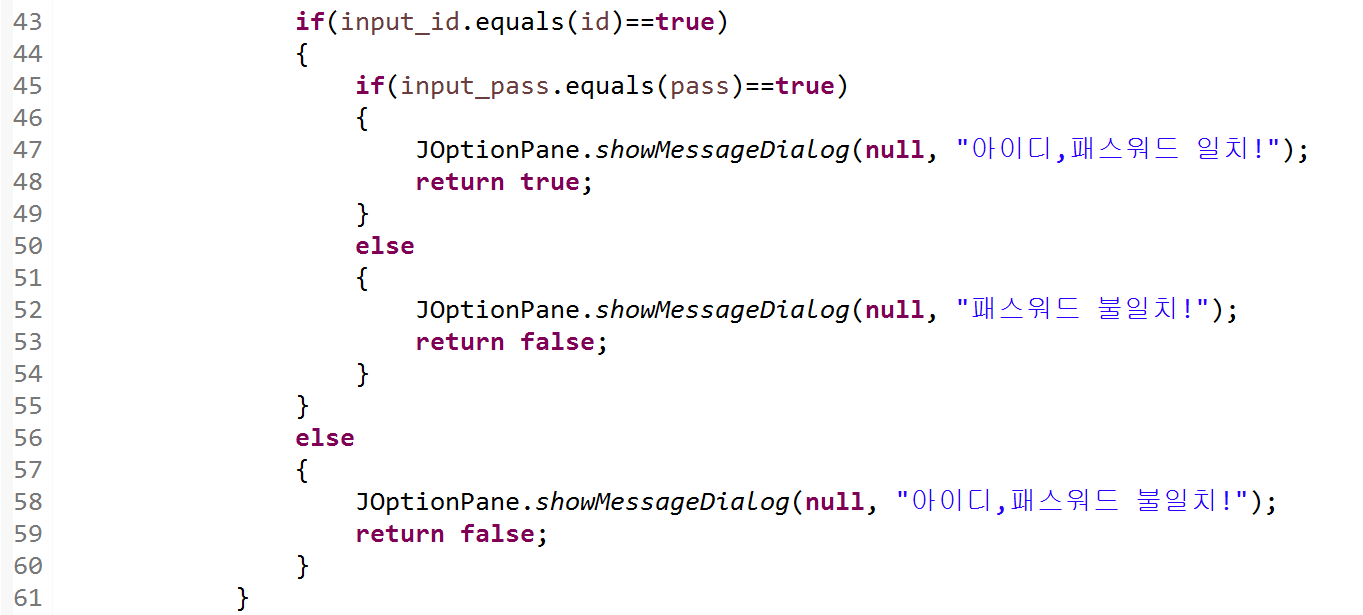 43 if(input_id.equals(id)==true)
44 {
45 if(input_pass.equals(pass)==true)
46 {
47 JOptionPane.showMessageDialog(null, "아이디,패스워드 일치!");
48 return true;
49 }
50 else
51 {
52 JOptionPane.showMessageDialog(null, "패스워드 불일치!");
53 return false;
54 }
55 }
56 else
57 {
58 JOptionPane.showMessageDialog(null, "아이디,패스워드 불일치!");
59 return false;
60 }
61 }